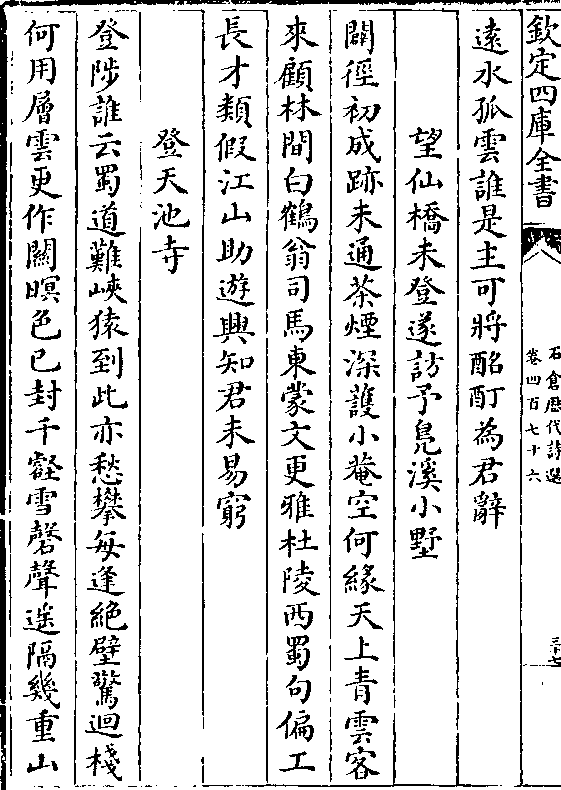 欽定四庫全書
石倉歷代詩選
卷四百七十六
三十七
遠水孤雲誰是主可將酩酊為君辭
望仙橋未登遂訪予鳧溪小墅
闢徑初成跡未通茶煙深護小菴空何緣天上青雲客
來顧林間白鶴翁司馬東蒙文更雅杜陵西蜀句偏工
長才類假江山助遊興知君未易窮
登天池寺
登陟誰云蜀道難峽猿到此亦愁攀每逢絶壁驚迴棧
何用層雲更作關暝色已封千壑雪磬聲遥隔幾重山